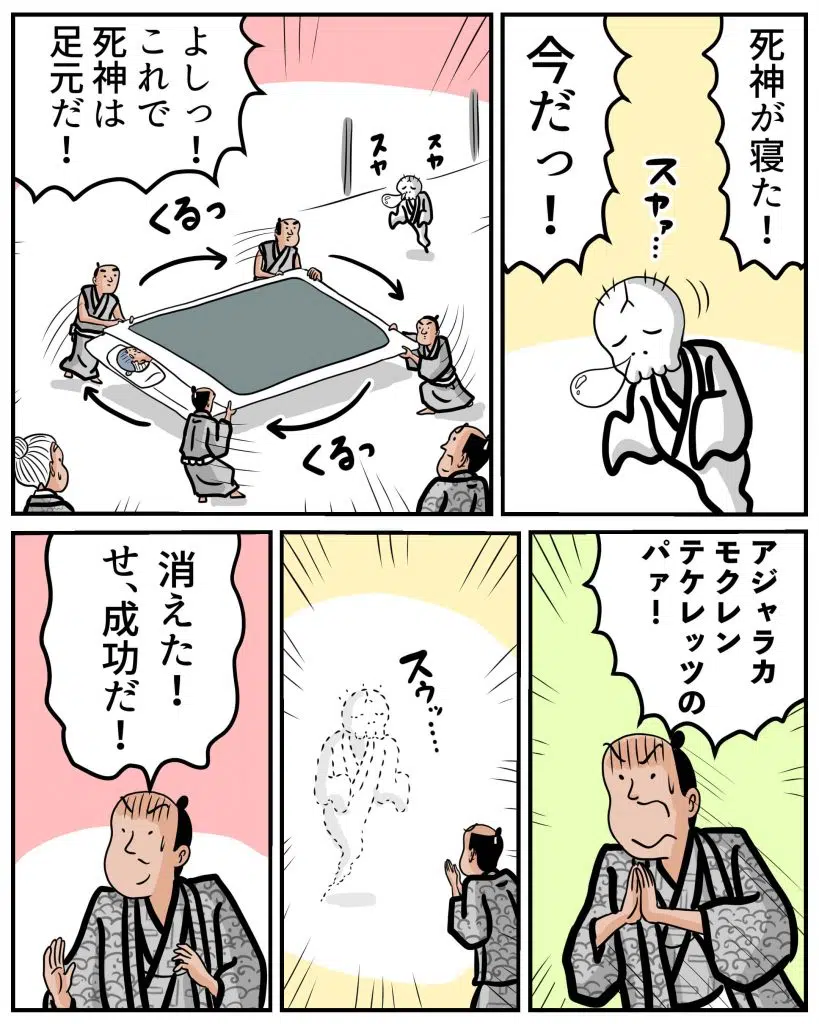 死神が寝た！
今だっ！
スヤァ…
よしっ！
これで
死神は
足元だ！
スヤ
スヤ
くるっ
くるっ
アジャラカ
モクレン
テケレッツの
パァ！
スゥッ…
消えた！
せ、成功だ！